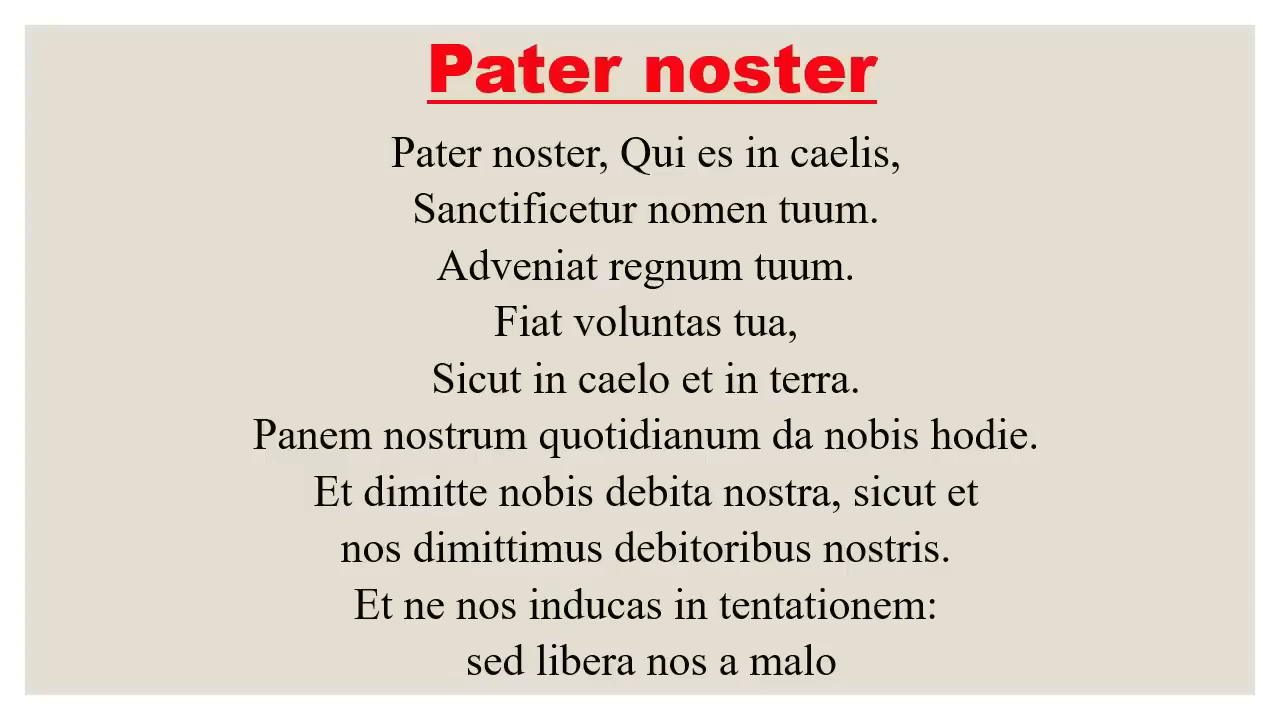 Pater noster
Pater noster, Qui es in caelis,
Sanctificetur nomen tuum.
Adveniat regnum tuum.
Fiat voluntas tua,
Sicut in caelo et in terra.
Panem nostrum quotidianum da nobis hodie.
Et dimitte nobis debita nostra, sicut et
nos dimittimus debitoribus nostris.
Et ne nos inducas in tentationem:
sed libera nos a malo